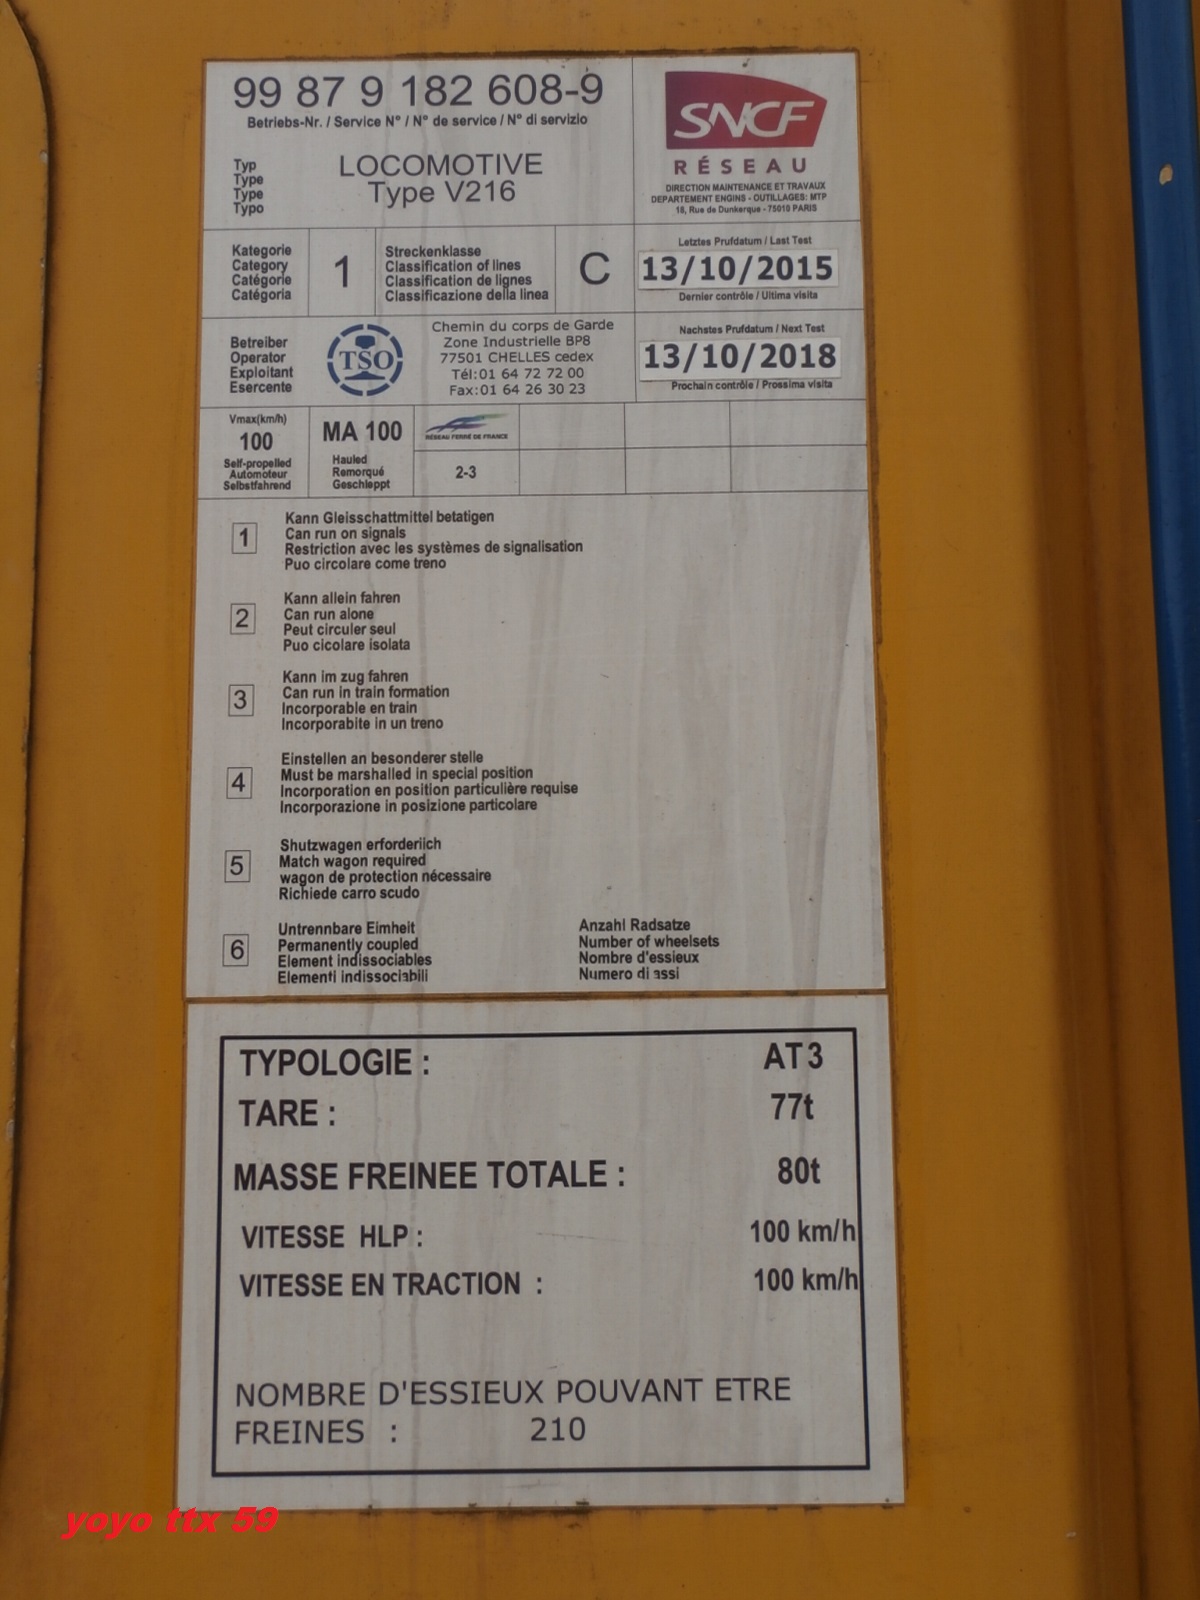 99 87 9 182 608-9
Betriebs-Nr. / Service N° / N° de service / N° di servizio
Typ
Type
Type
Typo
LOCOMOTIVE
Type V216
SNCF
RÉSEAU
DIRECTION MAINTENANCE ET TRAVAUX
DEPARTEMENT ENGINS - OUTILLAGES: MTP
18, Rue de Dunkerque - 75010 PARIS
Kategorie
Category
Catégorie
Catégoria
1
Streckenklasse
Classification of lines
Classification de lignes
Classificazione della linea
C
Letztes Prufdatum / Last Test
13/10/2015
Dernier contrôle / Ultima visita
Betreiber
Operator
Exploitant
Esercente
TSO
Chemin du corps de Garde
Zone Industrielle BP8
77501 CHELLES cedex
Tél:01 64 72 72 00
Fax:01 64 26 30 23
Nachstes Prufdatum / Next Test
13/10/2018
Prochain contrôle / Prossima visita
Vmax(km/h)
100
Self-propelled
Automoteur
Selbstfahrend
MA 100
Hauled
Remorqué
Geschleppt
RÉSEAU FERRÉ DE FRANCE
2-3
1
Kann Gleisschattmittel betatigen
Can run on signals
Restriction avec les systèmes de signalisation
Puo circolare come treno
2
Kann allein fahren
Can run alone
Peut circuler seul
Puo cicolare isolata
3
Kann im zug fahren
Can run in train formation
Incorporable en train
Incorporabite in un treno
4
Einstellen an besonderer stelle
Must be marshalled in special position
Incorporation en position particulière requise
Incorporazione in posizione particolare
5
Shutzwagen erforderiich
Match wagon required
wagon de protection nécessaire
Richiede carro scudo
6
Untrennbare Eimheit
Permanently coupled
Element indissociables
Elementi indissociabili
Anzahl Radsatze
Number of wheelsets
Nombre d'essieux
Numero di assi
TYPOLOGIE : AT3
TARE : 77t
MASSE FREINEE TOTALE : 80t
VITESSE HLP : 100 km/h
VITESSE EN TRACTION : 100 km/h
NOMBRE D'ESSIEUX POUVANT ETRE
FREINES : 210
yoyo ttx 59